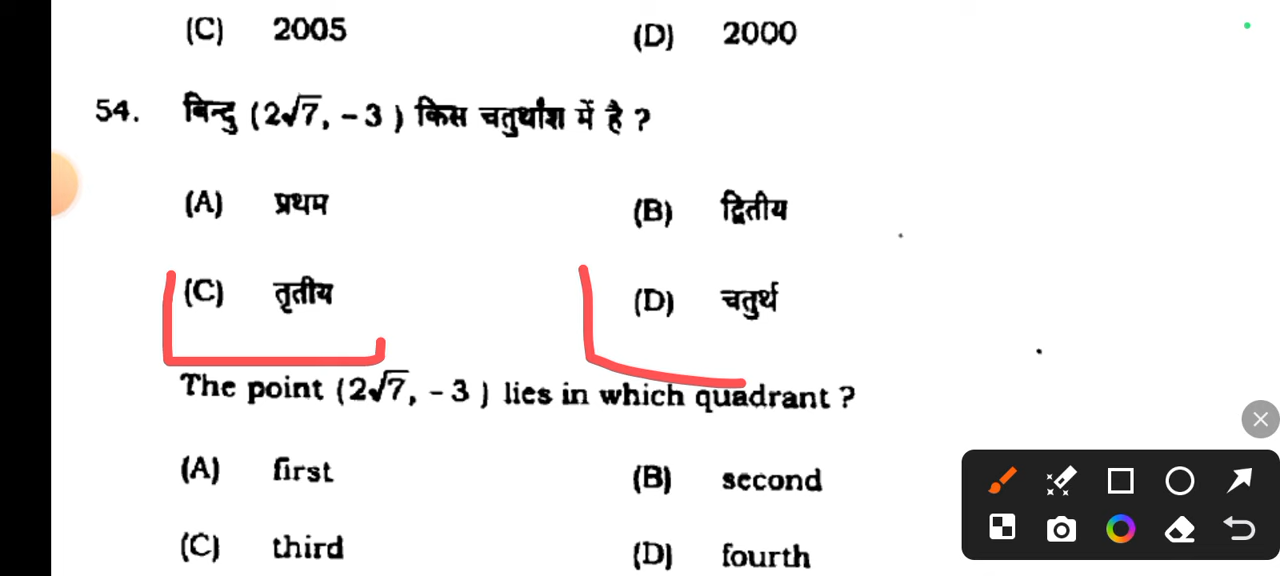 (C) 2005 (D) 2000
54. बिन्दु (2√7, – 3 ) किस चतुर्थांश में है ?
(A) प्रथम (B) द्वितीय
(C) तृतीय (D) चतुर्थ
The point (2√7, – 3 ) lies in which quadrant ?
(A) first (B) second
(C) third (D) fourth